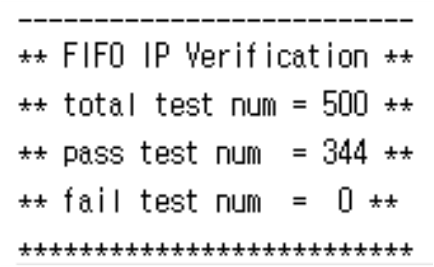 --------------------------
** FIFO IP Verification **
** total test num = 500 **
** pass test num  = 344 **
** fail test num  =   0 **
**************************